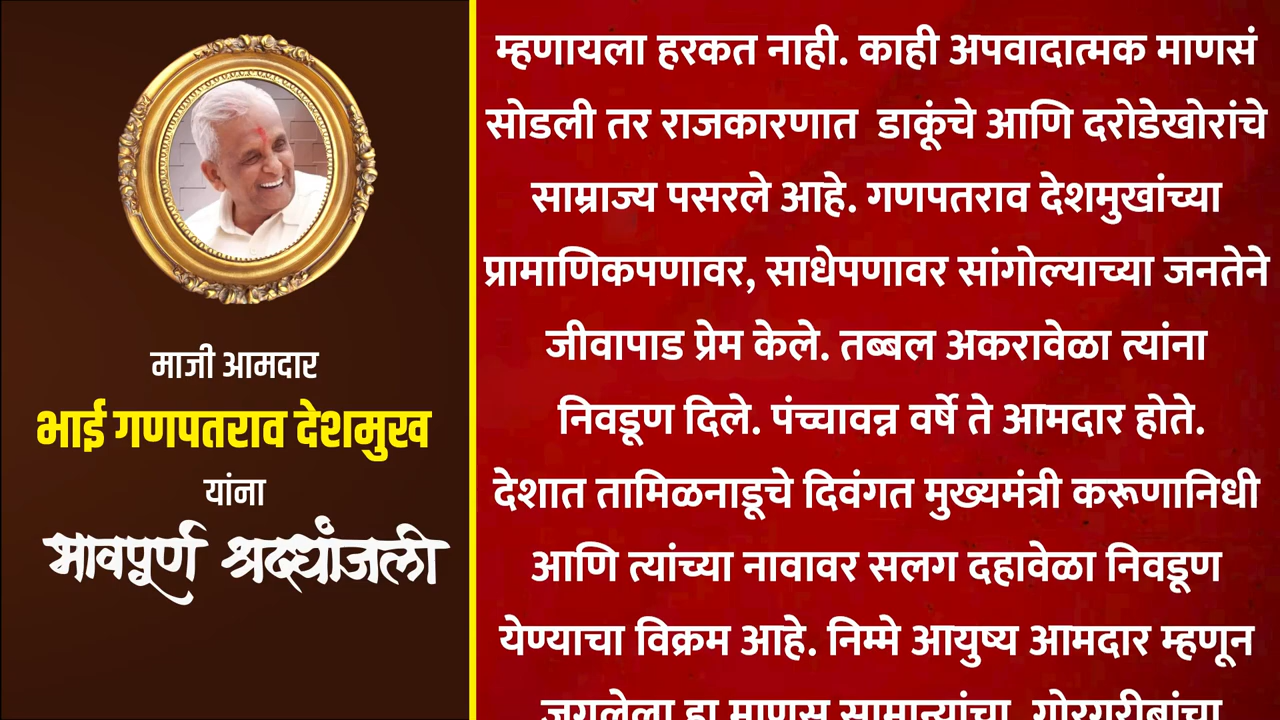 माजी आमदार
भाई गणपतराव देशमुख
यांना
भावपूर्ण श्रद्धांजली
म्हणायला हरकत नाही. काही अपवादात्मक माणसं
सोडली तर राजकारणात डाकूंचे आणि दरोडेखोरांचे
साम्राज्य पसरले आहे. गणपतराव देशमुखांच्या
प्रामाणिकपणावर, साधेपणावर सांगोल्याच्या जनतेने
जीवापाड प्रेम केले. तब्बल अकरावेळा त्यांना
निवडूण दिले. पंच्चावन्न वर्षे ते आमदार होते.
देशात तामिळनाडूचे दिवंगत मुख्यमंत्री करूणानिधी
आणि त्यांच्या नावावर सलग दहावेळा निवडूण
येण्याचा विक्रम आहे. निम्मे आयुष्य आमदार म्हणून
जगलेला हा माणूस सामान्यांचा, गोरगरीबांचा